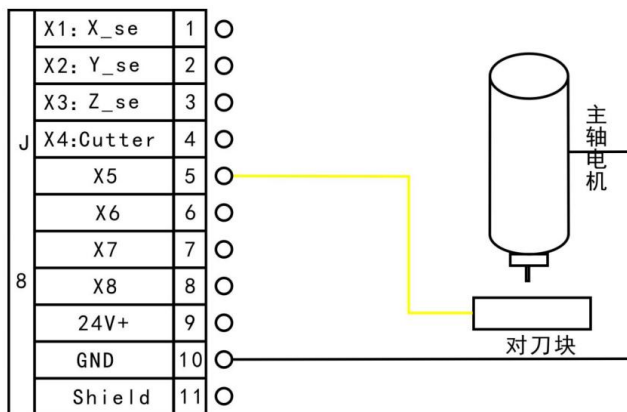 J8
X1: X_se 1
X2: Y_se 2
X3: Z_se 3
X4:Cutter 4
X5 5
X6 6
X7 7
X8 8
24V+ 9
GND 10
Shield 11
主轴电机
对刀块